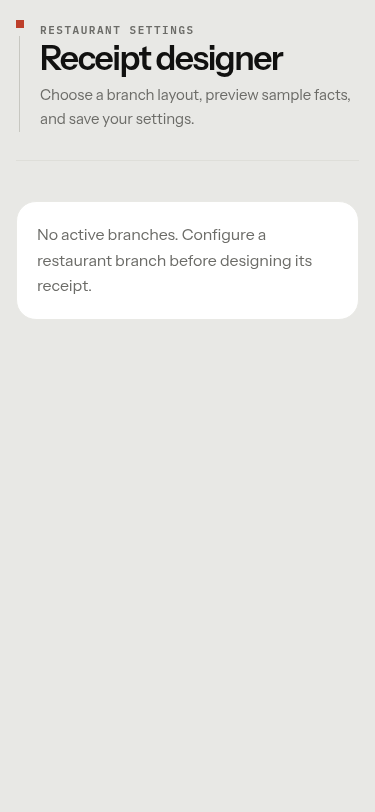 RESTAURANT SETTINGS
Receipt designer
Choose a branch layout, preview sample facts,
and save your settings.
No active branches. Configure a
restaurant branch before designing its
receipt.